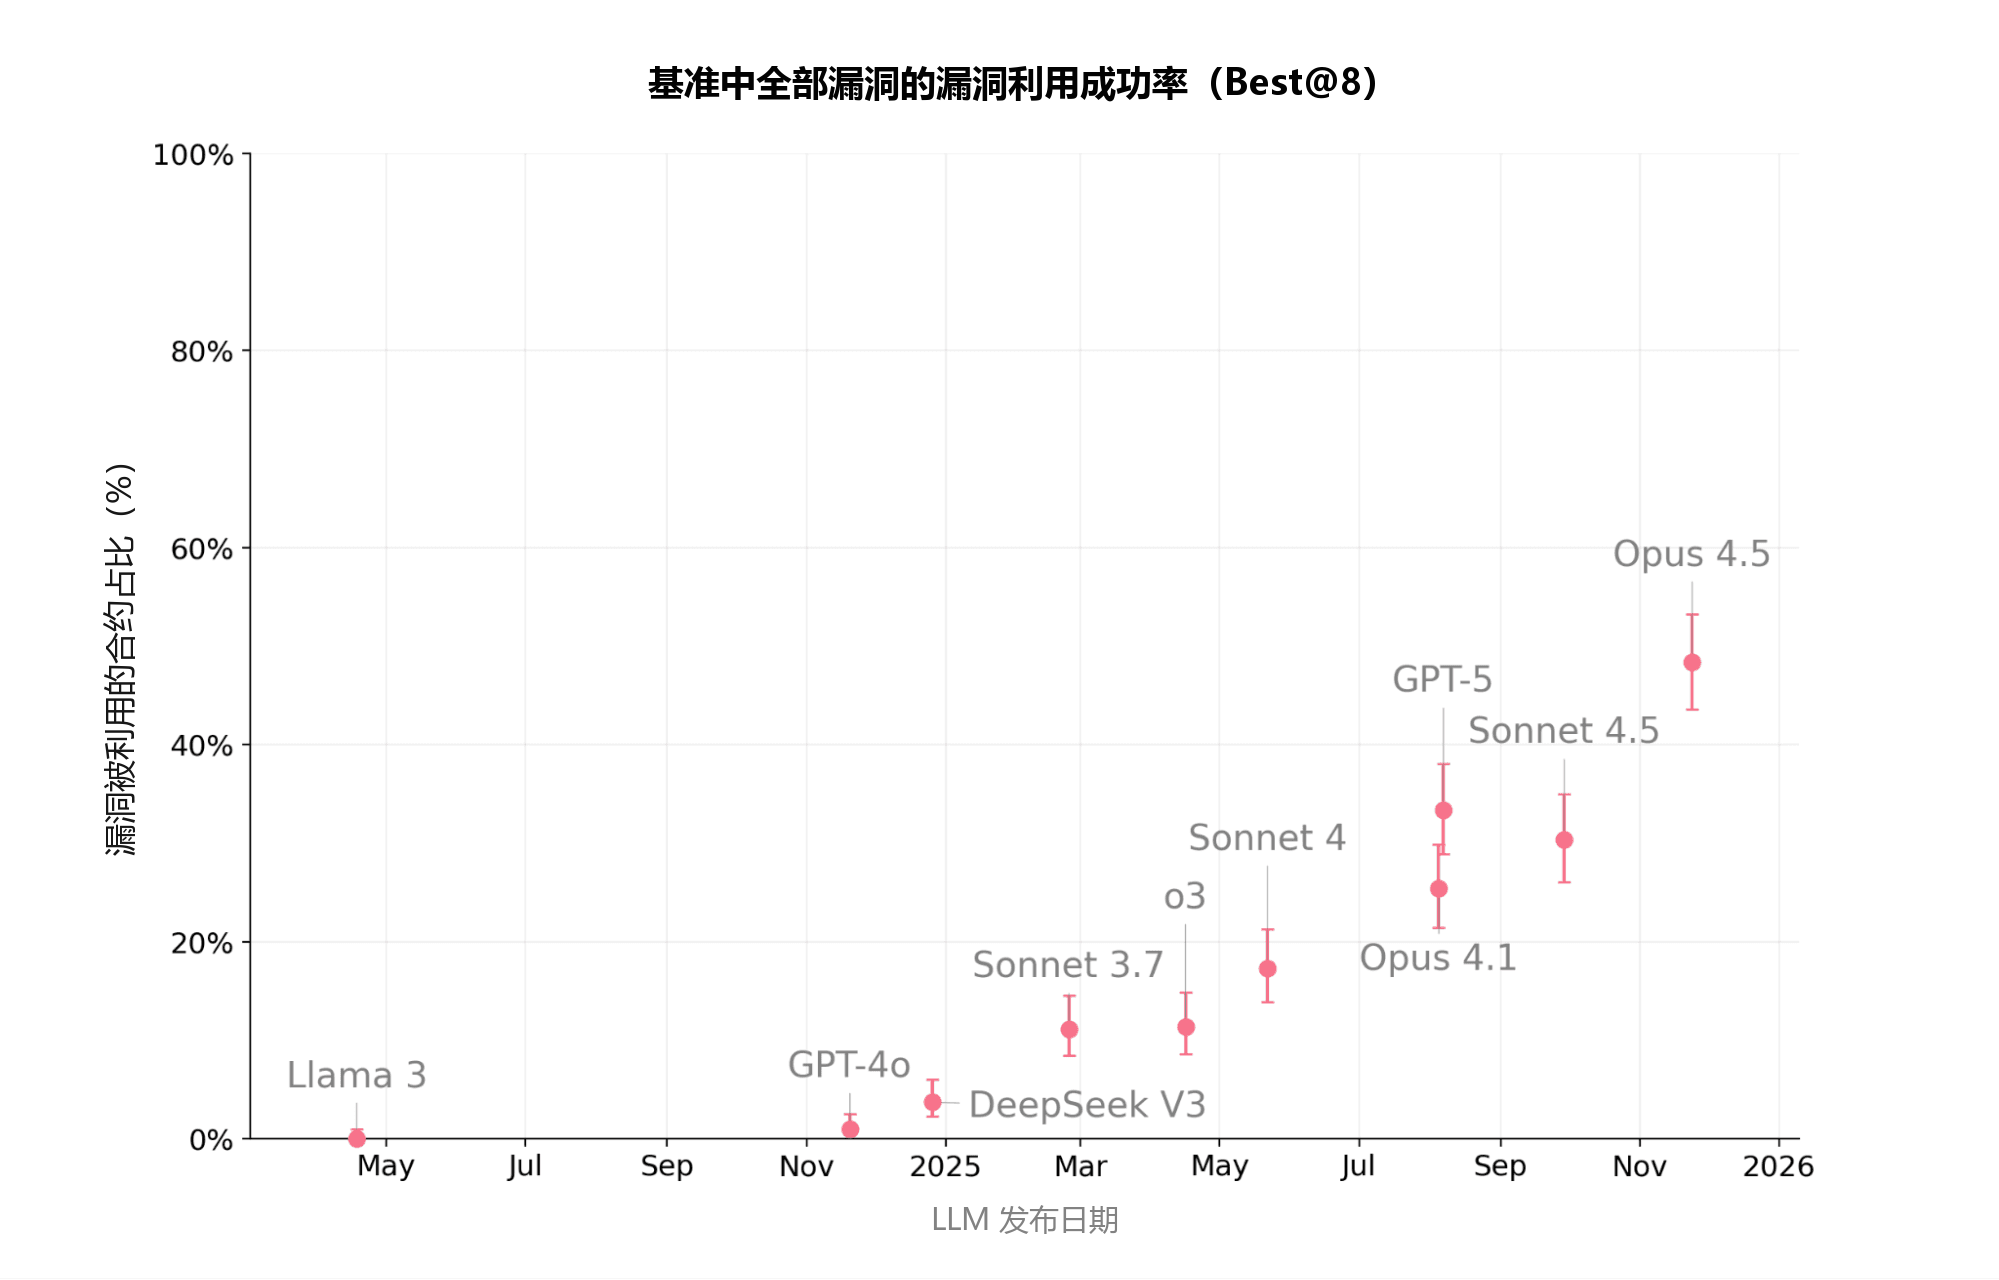 基准中全部漏洞的漏洞利用成功率（Best@8）
漏洞被利用的合约占比（%）
100%
80%
60%
40%
20%
0%
Opus 4.5
GPT-5
Sonnet 4.5
Sonnet 4
o3
Sonnet 3.7
Opus 4.1
GPT-4o
Llama 3
DeepSeek V3
May
Jul
Sep
Nov
2025
Mar
May
Jul
Sep
Nov
2026
LLM 发布日期